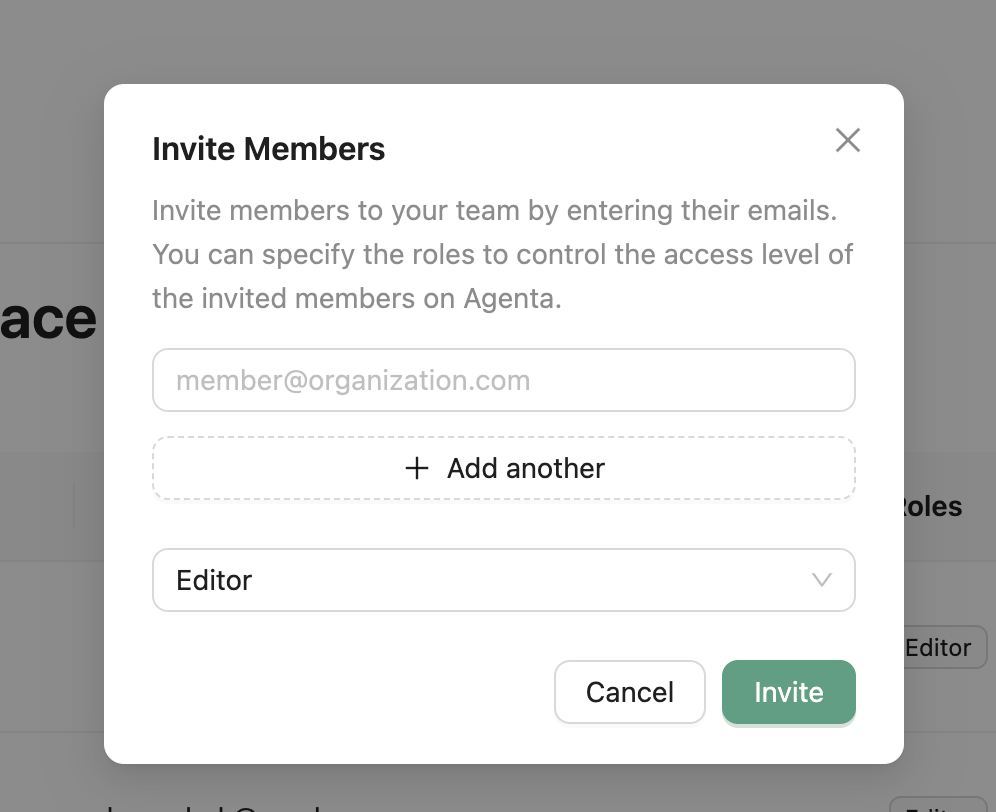 Invite Members
Invite members to your team by entering their emails.
You can specify the roles to control the access level of
the invited members on Agenta.
ace
member@organization.com
+ Add another
Roles
Editor
Editor
Cancel
Invite